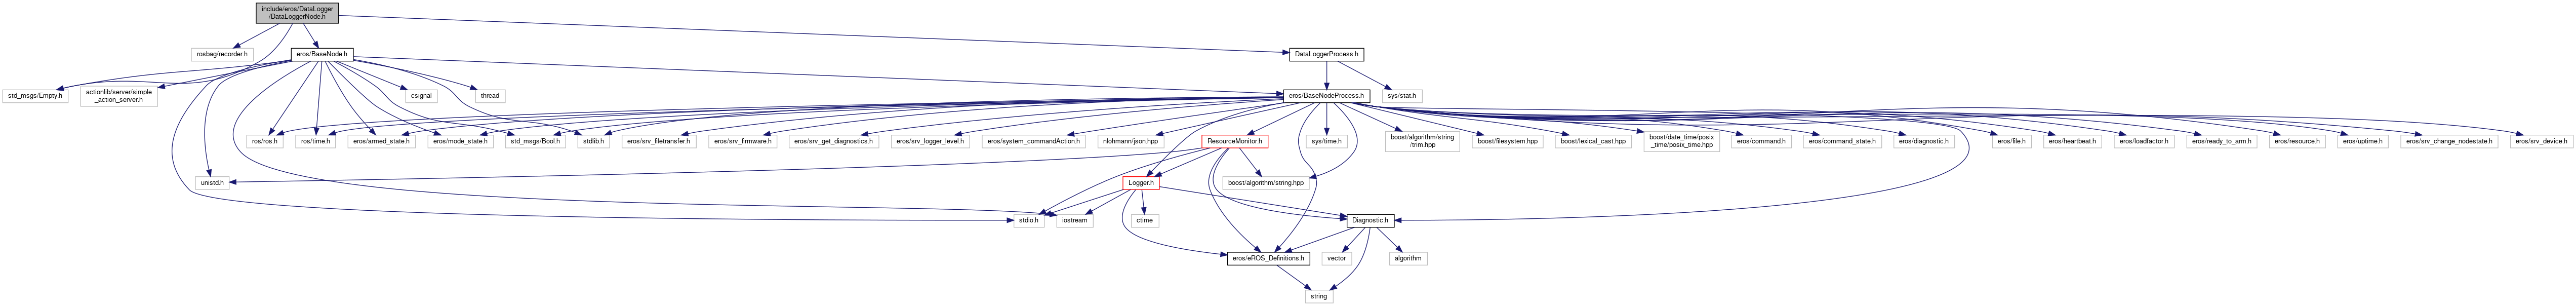 include/eros/DataLogger
/DataLoggerNode.h
rosbag/recorder.h
eros/BaseNode.h
DataLoggerProcess.h
std_msgs/Empty.h
actionlib/server/simple
_action_server.h
csignal
thread
eros/BaseNodeProcess.h
sys/stat.h
ros/ros.h
ros/time.h
eros/armed_state.h
eros/mode_state.h
std_msgs/Bool.h
stdlib.h
eros/srv_filetransfer.h
eros/srv_firmware.h
eros/srv_get_diagnostics.h
eros/srv_logger_level.h
eros/system_commandAction.h
nlohmann/json.hpp
ResourceMonitor.h
sys/time.h
boost/algorithm/string
/trim.hpp
boost/filesystem.hpp
boost/lexical_cast.hpp
boost/date_time/posix
_time/posix_time.hpp
eros/command.h
eros/command_state.h
eros/diagnostic.h
eros/file.h
eros/heartbeat.h
eros/loadfactor.h
eros/ready_to_arm.h
eros/resource.h
eros/uptime.h
eros/srv_change_nodestate.h
eros/srv_device.h
unistd.h
Logger.h
boost/algorithm/string.hpp
stdio.h
iostream
ctime
Diagnostic.h
eros/eROS_Definitions.h
vector
algorithm
string